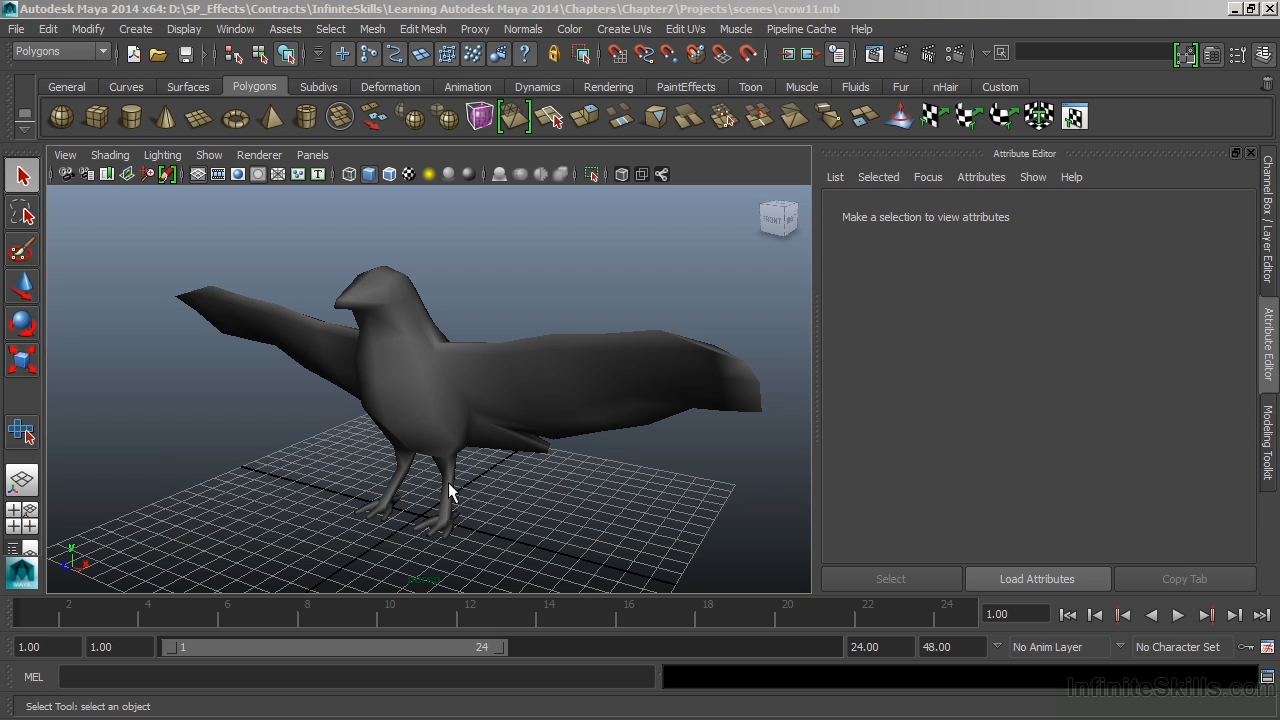 Autodesk Maya 2014 x64: D:\SP_Effects\Contracts\InfiniteSkills\Learning Autodesk Maya 2014\Chapters\Chapter7\Projects\scenes\crow11.mb
File Edit Modify Create Display Window Assets Select Mesh Edit Mesh Proxy Normals Color Create UVs Edit UVs Muscle Pipeline Cache Help
Polygons
General Curves Surfaces Polygons Subdivs Deformation Animation Dynamics Rendering PaintEffects Toon Muscle Fluids Fur nHair Custom
View Shading Lighting Show Renderer Panels
Attribute Editor
List Selected Focus Attributes Show Help
Make a selection to view attributes
FRONT
Channel Box / Layer Editor
Attribute Editor
Modeling Toolkit
MAYA
y
x
z
Select Load Attributes Copy Tab
2 4 6 8 10 12 14 16 18 20 22 24
1.00
1.00 1.00 1 24 24.00 48.00 No Anim Layer No Character Set
MEL
InfiniteSkills.com
Select Tool: select an object